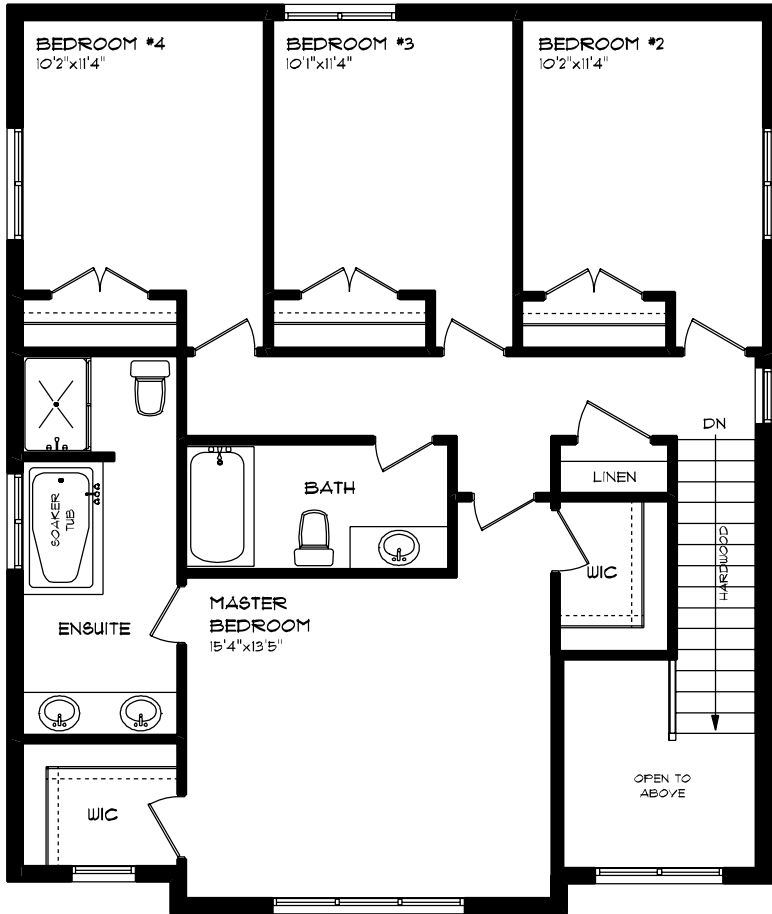 BEDROOM #4
10'2"x11'4"
BEDROOM #3
10'1"x11'4"
BEDROOM #2
10'2"x11'4"
DN
LINEN
BATH
SOAKER
TUB
HARDWOOD
WIC
MASTER
BEDROOM
15'4"x13'5"
ENSUITE
OPEN TO
ABOVE
WIC